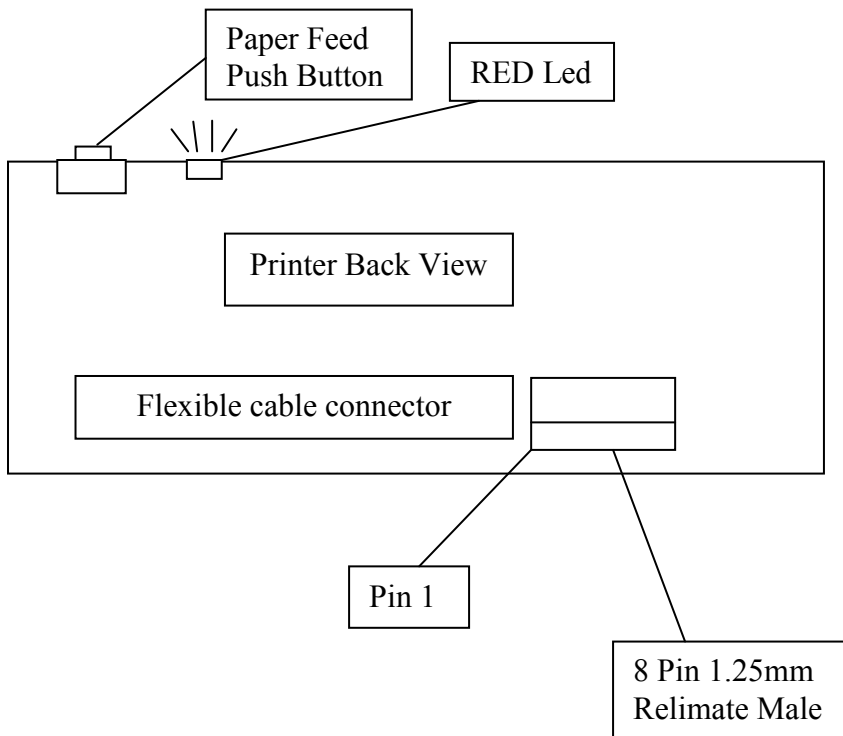 Paper Feed
Push Button
RED Led
Printer Back View
Flexible cable connector
Pin 1
8 Pin 1.25mm
Relimate Male